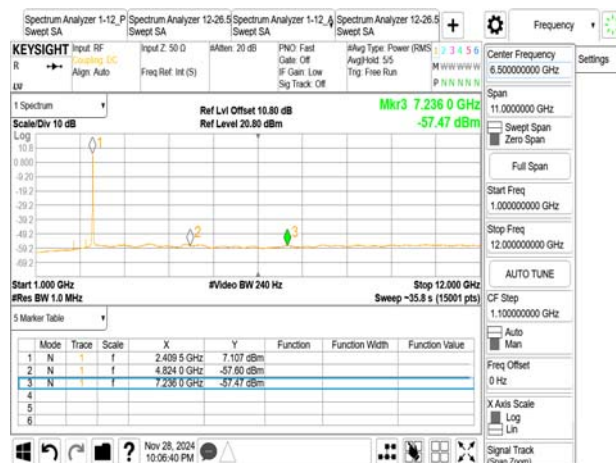 Spectrum Analyzer 1-12_P
Swept SA
Spectrum Analyzer 12-26.5
Swept SA
Spectrum Analyzer 1-12_A
Swept SA
Spectrum Analyzer 12-26.5
Swept SA
+
Frequency
KEYSIGHT
R
Input: RF
Coupling: DC
Align: Auto
Input Z: 50 Ω
Freq Ref: Int (S)
#Atten: 20 dB
PNO: Fast
Gate: Off
IF Gain: Low
Sig Track: Off
#Avg Type: Power (RMS
Avg|Hold: 5/5
Trig: Free Run
1 2 3 4 5 6
M W W W W W
P N N N N N
Center Frequency
6.500000000 GHz
Settings
Span
11.0000000 GHz
Swept Span
Zero Span
Full Span
Start Freq
1.000000000 GHz
Stop Freq
12.000000000 GHz
AUTO TUNE
CF Step
1.100000000 GHz
Auto
Man
Freq Offset
0 Hz
X Axis Scale
Log
Lin
Signal Track
(Span Zoom)
1 Spectrum
Scale/Div 10 dB
Ref Lvl Offset 10.80 dB
Ref Level 20.80 dBm
Mkr3 7.236 0 GHz
-57.47 dBm
Log
10.8
0.800
-9.20
-19.2
-29.2
-39.2
-49.2
-59.2
-69.2
1
2
3
Start 1.000 GHz
#Res BW 1.0 MHz
#Video BW 240 Hz
Stop 12.000 GHz
Sweep ~35.8 s (15001 pts)
5 Marker Table
Mode Trace Scale X Y Function Function Width Function Value
1 N 1 f 2.409 5 GHz 7.107 dBm
2 N 1 f 4.824 0 GHz -57.60 dBm
3 N 1 f 7.236 0 GHz -57.47 dBm
4
5
6
?
Nov 28, 2024
10:06:40 PM